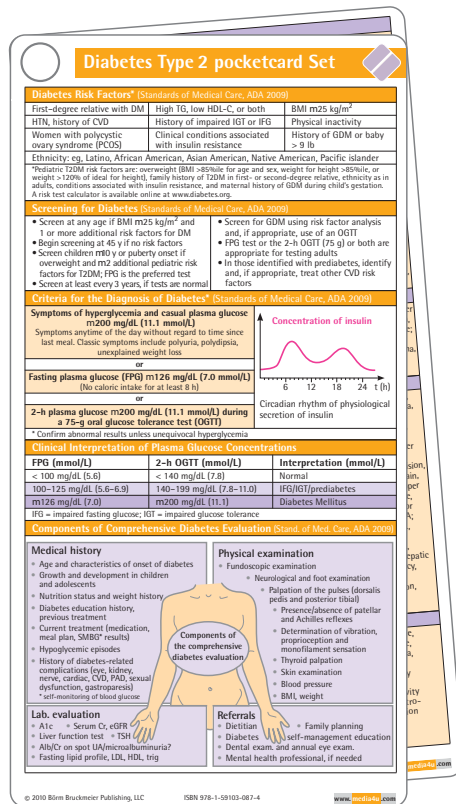 Diabetes Type 2 pocketcard Set
Diabetes Risk Factors* (Standards of Medical Care, ADA 2009)
First-degree relative with DM
High TG, low HDL-C, or both
BMI m25 kg/m²
HTN, history of CVD
History of impaired IGT or IFG
Physical inactivity
Women with polycystic
ovary syndrome (PCOS)
Clinical conditions associated
with insulin resistance
History of GDM or baby
> 9 lb
Ethnicity: eg, Latino, African American, Asian American, Native American, Pacific islander
*Pediatric T2DM risk factors are: overweight (BMI >85%ile for age and sex, weight for height >85%ile, or
weight >120% of ideal for height), family history of T2DM in first- or second-degree relative, ethnicity as in
adults, conditions associated with insulin resistance, and maternal history of GDM during child's gestation.
A risk test calculator is available online at www.diabetes.org.
Screening for Diabetes (Standards of Medical Care, ADA 2009)
• Screen at any age if BMI m25 kg/m² and
1 or more additional risk factors for DM
• Begin screening at 45 y if no risk factors
• Screen children m10 y or puberty onset if
overweight and m2 additional pediatric risk
factors for T2DM; FPG is the preferred test
• Screen at least every 3 years, if tests are normal
• Screen for GDM using risk factor analysis
and, if appropriate, use of an OGTT
• FPG test or the 2-h OGTT (75 g) or both are
appropriate for testing adults
• In those identified with prediabetes, identify
and, if appropriate, treat other CVD risk
factors
Criteria for the Diagnosis of Diabetes* (Standards of Medical Care, ADA 2009)
Symptoms of hyperglycemia and casual plasma glucose
m200 mg/dL (11.1 mmol/L)
Symptoms anytime of the day without regard to time since
last meal. Classic symptoms include polyuria, polydipsia,
unexplained weight loss
or
Fasting plasma glucose (FPG) m126 mg/dL (7.0 mmol/L)
(No caloric intake for at least 8 h)
or
2-h plasma glucose m200 mg/dL (11.1 mmol/L) during
a 75-g oral glucose tolerance test (OGTT)
Concentration of insulin
6 12 18 24 t (h)
Circadian rhythm of physiological
secretion of insulin
* Confirm abnormal results unless unequivocal hyperglycemia
Clinical Interpretation of Plasma Glucose Concentrations
FPG (mmol/L) 2-h OGTT (mmol/L) Interpretation (mmol/L)
< 100 mg/dL (5.6) < 140 mg/dL (7.8) Normal
100–125 mg/dL (5.6–6.9) 140–199 mg/dL (7.8–11.0) IFG/IGT/prediabetes
m126 mg/dL (7.0) m200 mg/dL (11.1) Diabetes Mellitus
IFG = impaired fasting glucose; IGT = impaired glucose tolerance
Components of Comprehensive Diabetes Evaluation (Stand. of Med. Care, ADA 2009)
Medical history
• Age and characteristics of onset of diabetes
• Growth and development in children
and adolescents
• Nutrition status and weight history
• Diabetes education history,
previous treatment
• Current treatment (medication,
meal plan, SMBG* results)
• Hypoglycemic episodes
• History of diabetes-related
complications (eye, kidney,
nerve, cardiac, CVD, PAD, sexual
dysfunction, gastroparesis)
* self-monitoring of blood glucose
Components of
the comprehensive
diabetes evaluation
Physical examination
• Fundoscopic examination
• Neurological and foot examination
• Palpation of the pulses (dorsalis
pedis and posterior tibial)
• Presence/absence of patellar
and Achilles reflexes
• Determination of vibration,
proprioception and
monofilament sensation
• Thyroid palpation
• Skin examination
• Blood pressure
• BMI, weight
Lab. evaluation
• A1c • Serum Cr, eGFR
• Liver function test • TSH
• Alb/Cr on spot UA/microalbuminuria?
• Fasting lipid profile, LDL, HDL, trig
Referrals
• Dietitian • Family planning
• Diabetes self-management education
• Dental exam. and annual eye exam.
• Mental health professional, if needed
© 2010 Börm Bruckmeier Publishing, LLC ISBN 978-1-59103-087-4 www.media4u.com
media4u.com